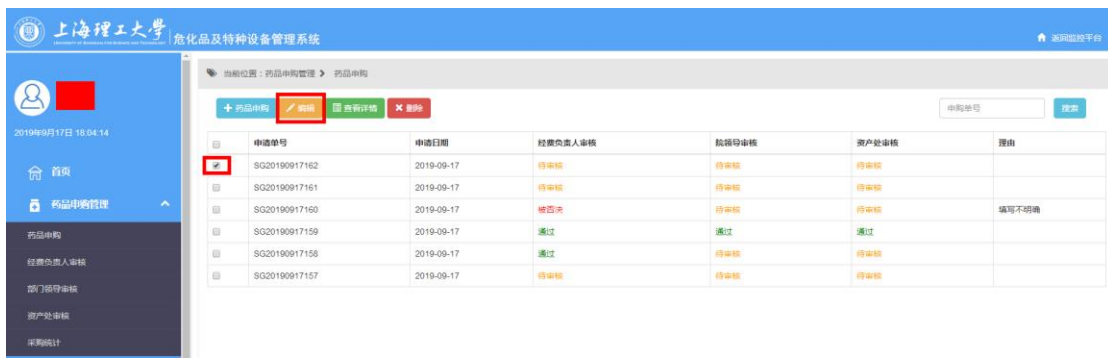 上海理工大学 危化品及特种设备管理系统
返回监控平台
当前位置：药品申购管理 > 药品申购
+ 药品申购 编辑 查看详情 × 删除
申购单号 搜索
2019年9月17日 18:04:14
首页
药品申购管理
药品申购
经费负责人审核
部门领导审核
资产处审核
采购统计
申请单号 申请日期 经费负责人审核 院领导审核 资产处审核 理由
SG20190917162 2019-09-17 待审核 待审核 待审核
SG20190917161 2019-09-17 待审核 待审核 待审核
SG20190917160 2019-09-17 被否决 待审核 待审核 填写不明确
SG20190917159 2019-09-17 通过 通过 通过
SG20190917158 2019-09-17 通过 待审核 待审核
SG20190917157 2019-09-17 待审核 待审核 待审核